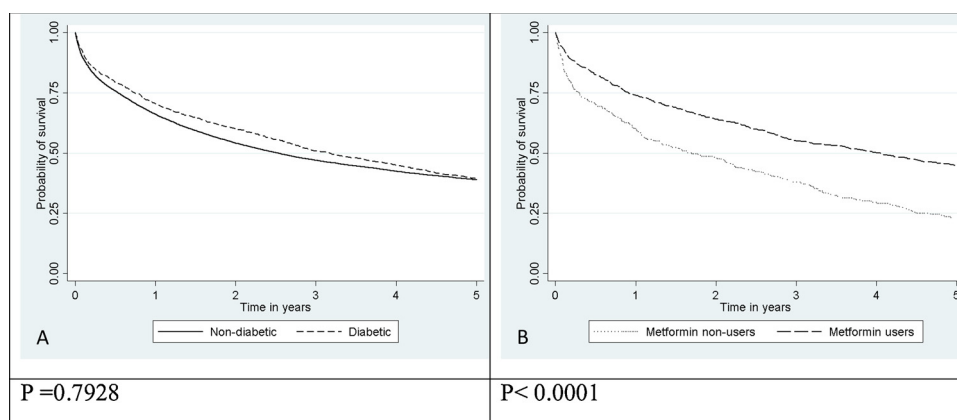 1.00
0.75
0.50
0.25
0.00
Probability of survival
0 1 2 3 4 5
Time in years
Non-diabetic Diabetic
A
P =0.7928
1.00
0.75
0.50
0.25
0.00
Probability of survival
0 1 2 3 4 5
Time in years
Metformin non-users Metformin users
B
P< 0.0001